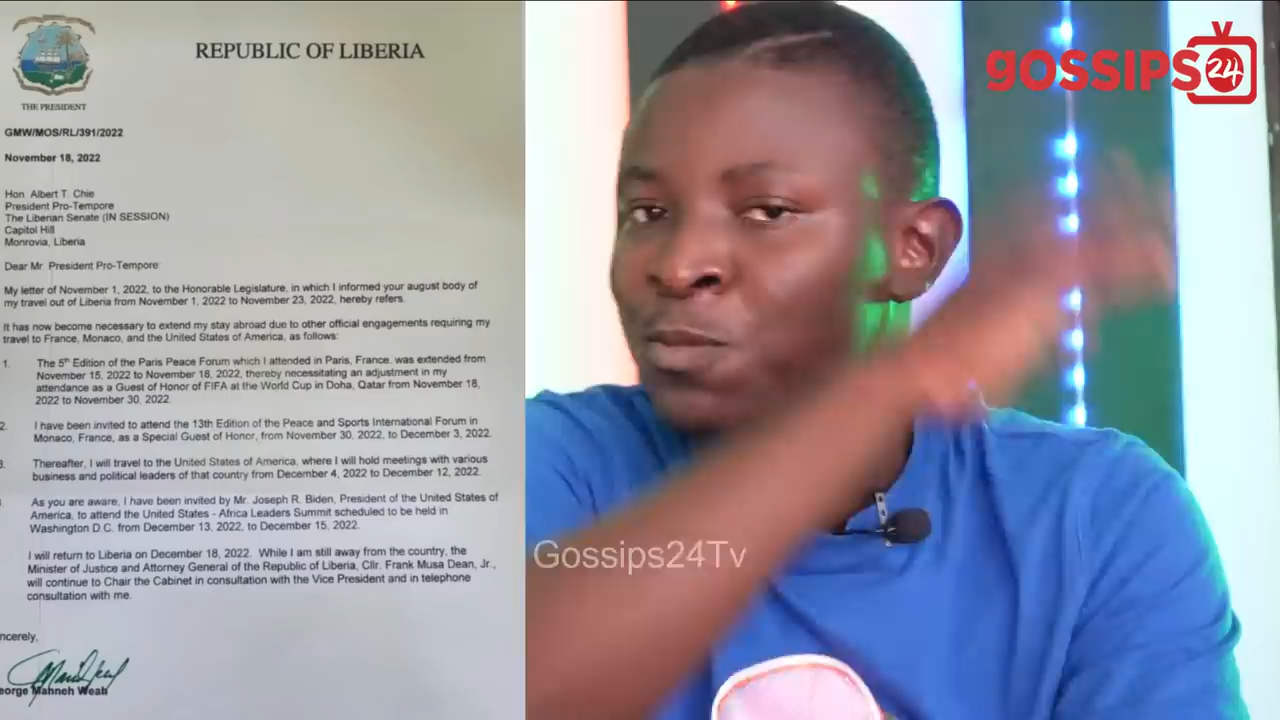 REPUBLIC OF LIBERIA
THE PRESIDENT
GMW/MOS/RL/391/2022
November 18, 2022
Hon Albert T. Chie
President Pro-Tempore
The Liberian Senate (IN SESSION)
Capitol Hill
Monrovia, Liberia
Dear Mr President Pro-Tempore
My letter of November 1, 2022, to the Honorable Legislature, in which I informed your august body of
my travel out of Liberia from November 1, 2022 to November 23, 2022, hereby refers.
It has now become necessary to extend my stay abroad due to other official engagements requiring my
travel to France, Monaco, and the United States of America, as follows:
1. The 5th Edition of the Paris Peace Forum which I attended in Paris, France, was extended from
November 15, 2022 to November 18, 2022, thereby necessitating an adjustment in my
attendance as a Guest of Honor of FIFA at the World Cup in Doha, Qatar from November 18,
2022 to November 30, 2022.
2. I have been invited to attend the 13th Edition of the Peace and Sports International Forum in
Monaco, France, as a Special Guest of Honor, from November 30, 2022, to December 3, 2022.
3. Thereafter, I will travel to the United States of America, where I will hold meetings with various
business and political leaders of that country from December 4, 2022 to December 12, 2022.
As you are aware, I have been invited by Mr. Joseph R. Biden, President of the United States of
America, to attend the United States - Africa Leaders Summit scheduled to be held in
Washington D.C. from December 13, 2022, to December 15, 2022.
I will return to Liberia on December 18, 2022. While I am still away from the country, the
Minister of Justice and Attorney General of the Republic of Liberia, Cllr. Frank Musa Dean, Jr.,
will continue to Chair the Cabinet in consultation with the Vice President and in telephone
consultation with me.
ncerely,
eorge Mahneh Weah
gossips24
Gossips24Tv